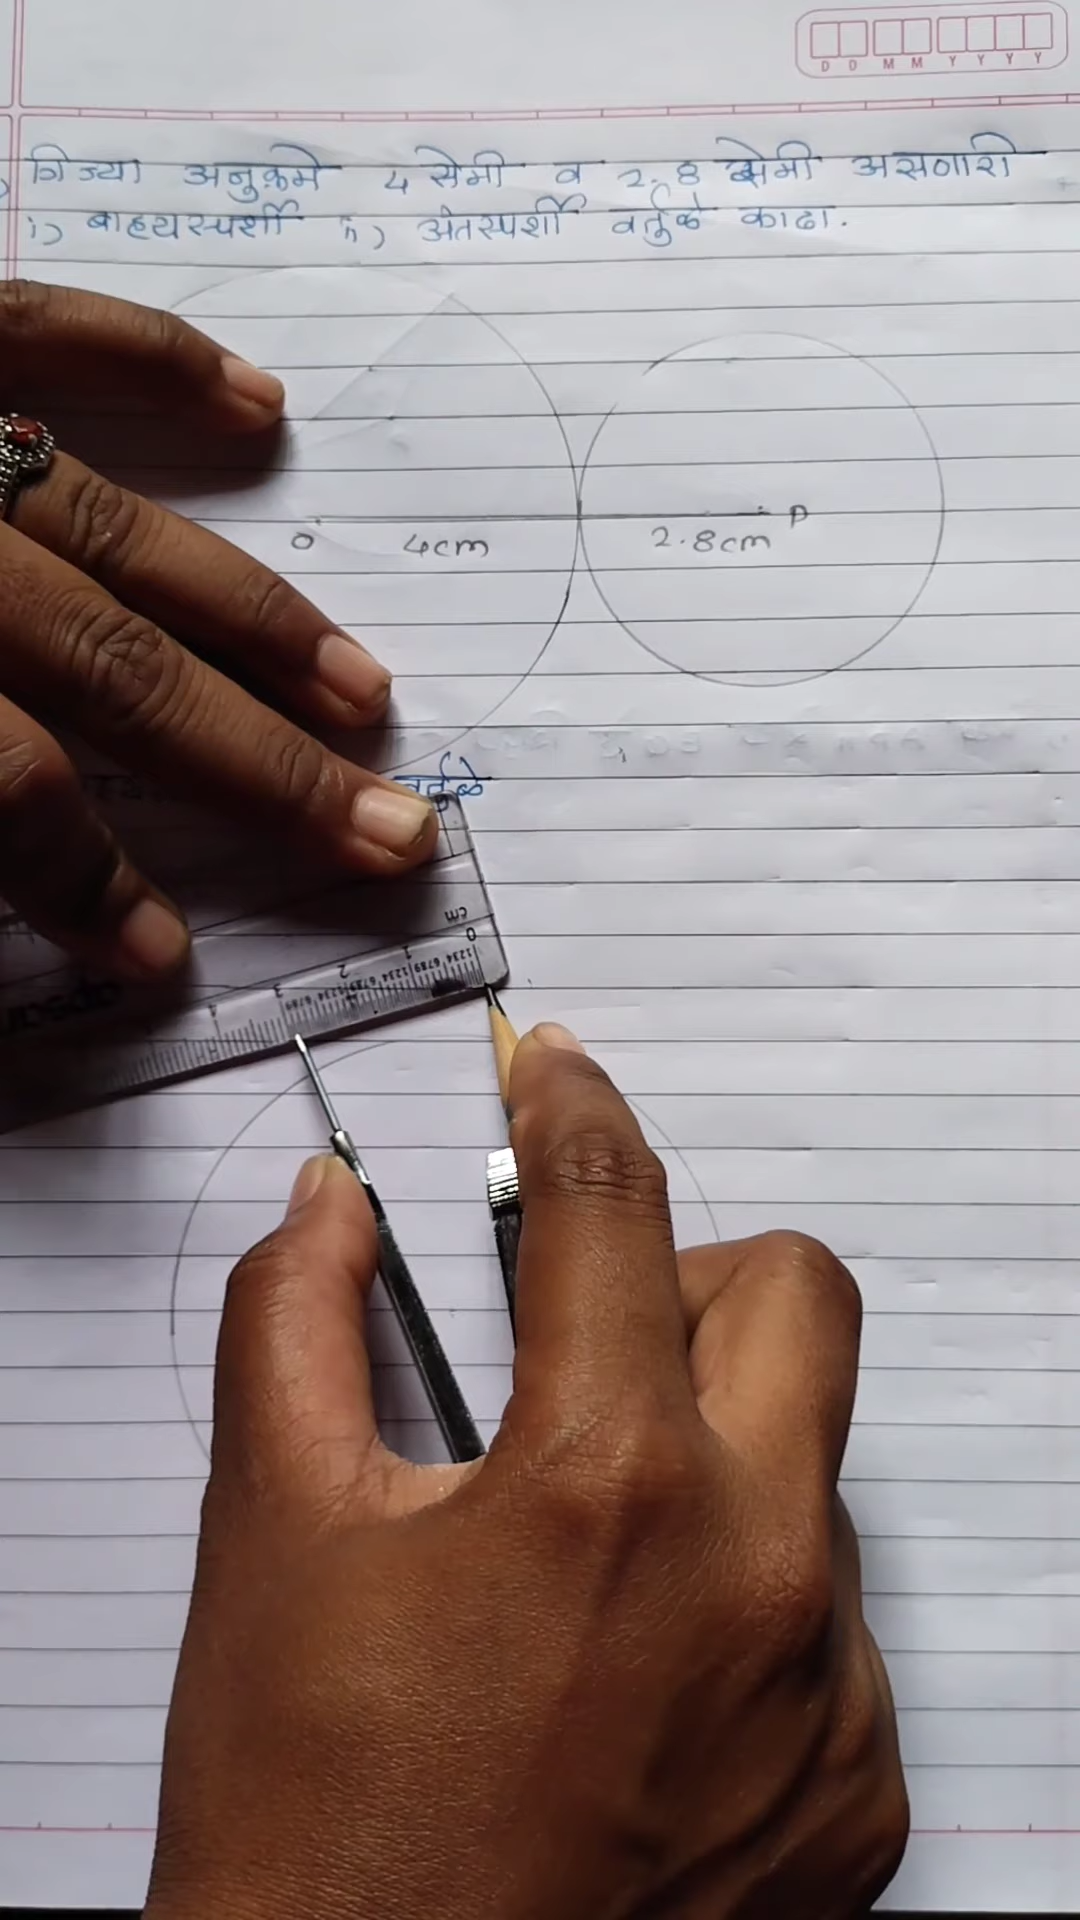 D D M M Y Y Y Y
त्रिज्या अनुक्रमे 4 सेमी व 2.8 सेमी असणारी
i) बाह्यस्पर्शी ii) अंतस्पर्शी वर्तुळे काढा.
O 4cm 2.8cm P
वर्तुळे
cm
0 1 2 3 4